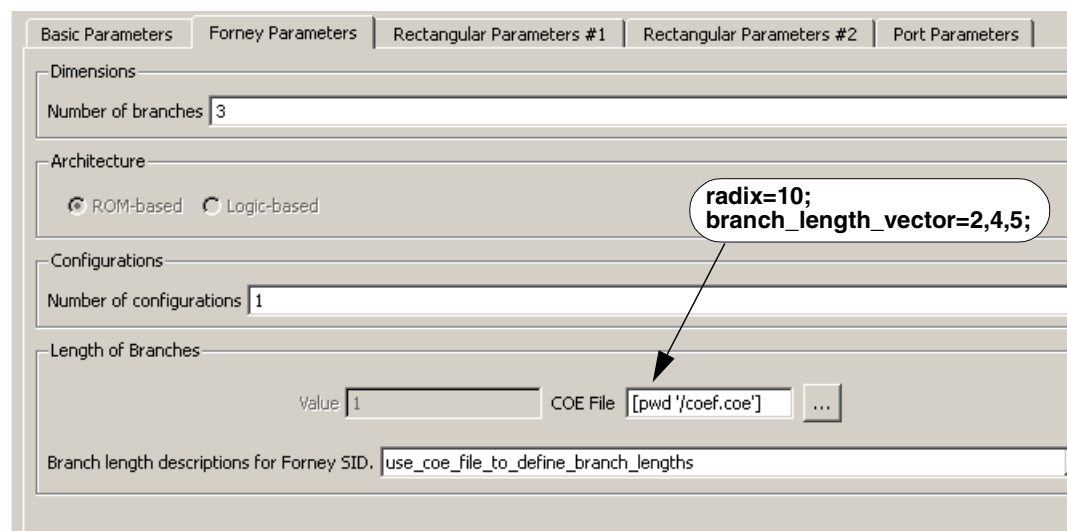 Basic Parameters Forney Parameters Rectangular Parameters #1 Rectangular Parameters #2 Port Parameters
Dimensions
Number of branches 3
Architecture
ROM-based Logic-based
radix=10;
branch_length_vector=2,4,5;
Configurations
Number of configurations 1
Length of Branches
Value 1 COE File [pwd '/coef.coe'] ...
Branch length descriptions for Forney SID. use_coe_file_to_define_branch_lengths